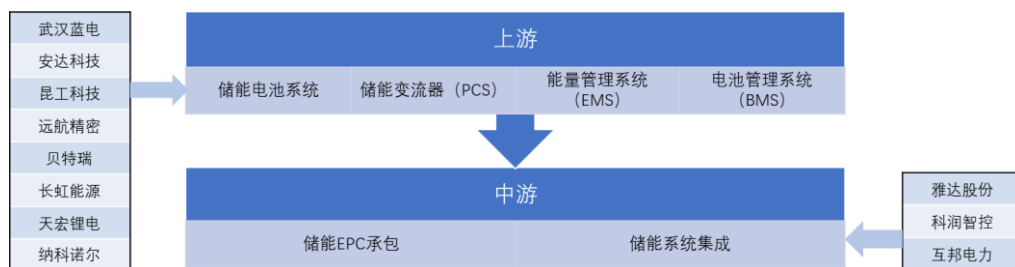 武汉蓝电
安达科技
昆工科技
远航精密
贝特瑞
长虹能源
天宏锂电
纳科诺尔
上游
储能电池系统
储能变流器（PCS）
能量管理系统
（EMS）
电池管理系统
（BMS）
中游
储能EPC承包
储能系统集成
雅达股份
科润智控
互邦电力